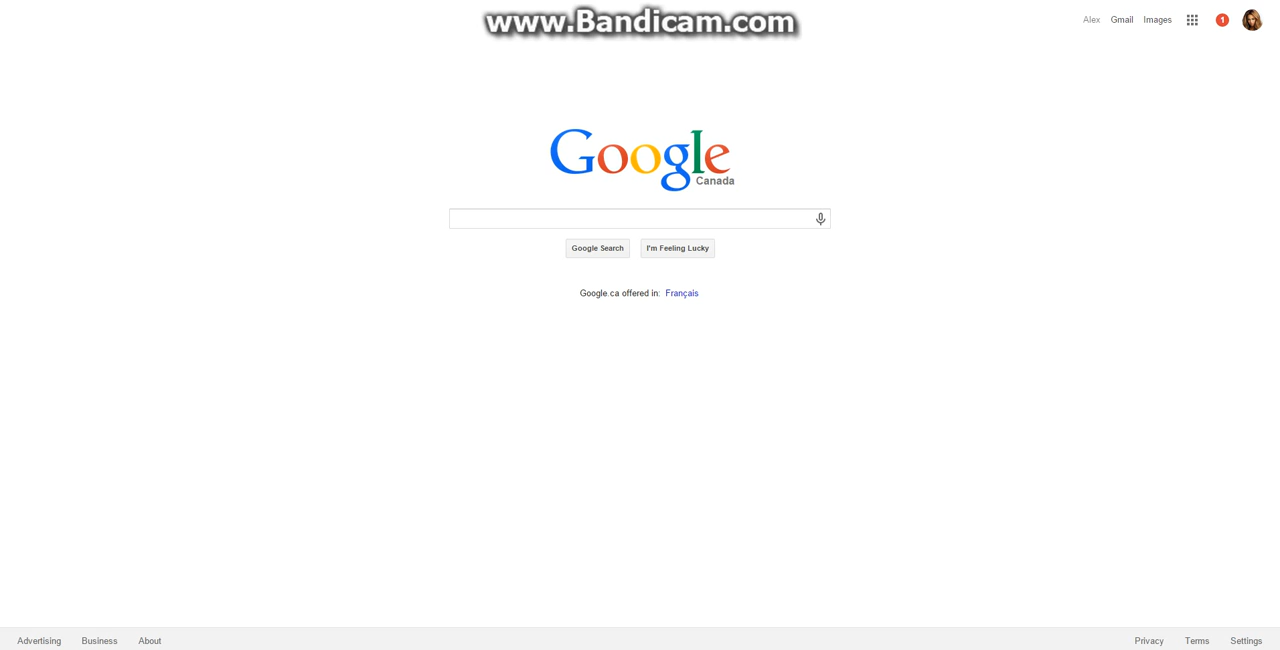 www.Bandicam.com
Alex Gmail Images 1
Google
Canada
Google Search I'm Feeling Lucky
Google.ca offered in: Français
Advertising Business About Privacy Terms Settings